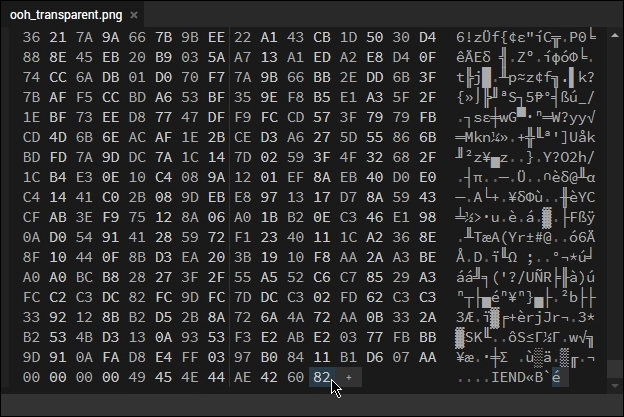 ooh_transparent.png ×
36 21 7A 9A 66 7B 9B EE 22 A1 43 CB 1D 50 30 D4 6!zÜf{¢ε"íC╦.P0╘
88 8E 45 EB 20 B9 03 5A A7 13 A1 ED A2 E8 D4 0F êÄEδ ╣.Zº.íφóΦ╘.
74 CC 6A DB 01 D0 70 F7 7A 9B 66 BB 2E DD 6B 3F t╠j█.╨p≈z¢f╗.▌k?
7B AF F5 CC BD A6 53 BF 35 9E F8 85 E1 A3 5F 2F {»⌡╠╜ªS┐5₧°àßú_/
1E BF 73 EE D8 77 47 DF F9 FC CD 57 3F 79 79 FB .┐sε╪wG▀∙ⁿ═W?yy√
CD 4D 6B 6E AC AF 1E 2B CE D3 A6 27 5D 55 86 6B ═Mkn¼».+╬╙ª']Uåk
BD FD 7A 9D DC 7A 1C 14 7D 02 59 3F 4F 32 68 2F ╜²z¥▄z..}.Y?O2h/
1C B4 E3 0E 10 C4 08 9A 12 01 EF 8A EB 40 D0 E0 .┤π..─.Ü..∩èδ@╨α
C4 14 41 C0 2B 08 9D EB E8 97 13 17 D7 8A 59 43 ─.A└+.¥δΦù..╫èYC
CF AB 3E F9 75 12 8A 06 A0 1B B2 0E C3 46 E1 98 ╧½>∙u.è.á.▓.├Fßÿ
0A D0 54 91 41 28 59 72 F1 23 40 11 1C A2 36 8E .╨TæA(Yr±#@..ó6Ä
8F 10 44 0F 8B D3 EA 20 3B 19 10 F8 AA 2A A3 BE Å.D.ï╙Ω ;..°¬*ú╛
A0 A0 BC B8 28 27 3F 2F 55 A5 52 C6 C7 85 29 A3 áá╝╕('?/UÑR╞╟à)ú
FC C2 C3 DC 82 FC 9D FC 7D DC C3 02 FD 62 C3 C3 ⁿ┬├▄éⁿ¥ⁿ}▄├.²b├├
33 92 12 8B B2 D5 2B 8A 72 6A 4A 72 AA 0B 33 2A 3Æ.ï▓╒+èrjJr¬.3*
B2 53 4B D3 13 0A 93 53 F3 E2 AB E2 03 77 FB BB ▓SK╙..ôS≤Γ½Γ.w√╗
9D 91 0A FA D8 E4 FF 03 97 B0 84 11 B1 D6 07 AA ¥æ.·╪Σ .ù░ä.▒╓.¬
00 00 00 00 49 45 4E 44 AE 42 60 82 + ....IEND«B`é